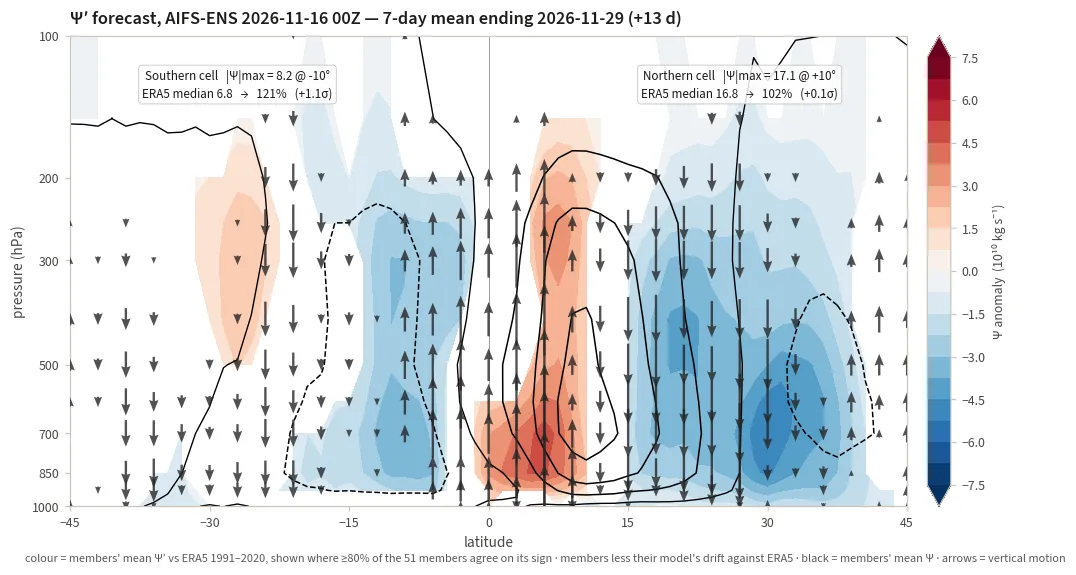 Ψ′ forecast, AIFS-ENS 2026-11-16 00Z — 7-day mean ending 2026-11-29 (+13 d)
Southern cell |Ψ|max = 8.2 @ -10°
ERA5 median 6.8 → 121% (+1.1σ)
Northern cell |Ψ|max = 17.1 @ +10°
ERA5 median 16.8 → 102% (+0.1σ)
pressure (hPa)
100
200
300
500
700
850
1000
−45
−30
−15
0
15
30
45
latitude
7.5
6.0
4.5
3.0
1.5
0.0
−1.5
−3.0
−4.5
−6.0
−7.5
Ψ anomaly (10¹⁰ kg s⁻¹)
colour = members' mean Ψ′ vs ERA5 1991–2020, shown where ≥80% of the 51 members agree on its sign · members less their model's drift against ERA5 · black = members' mean Ψ · arrows = vertical motion